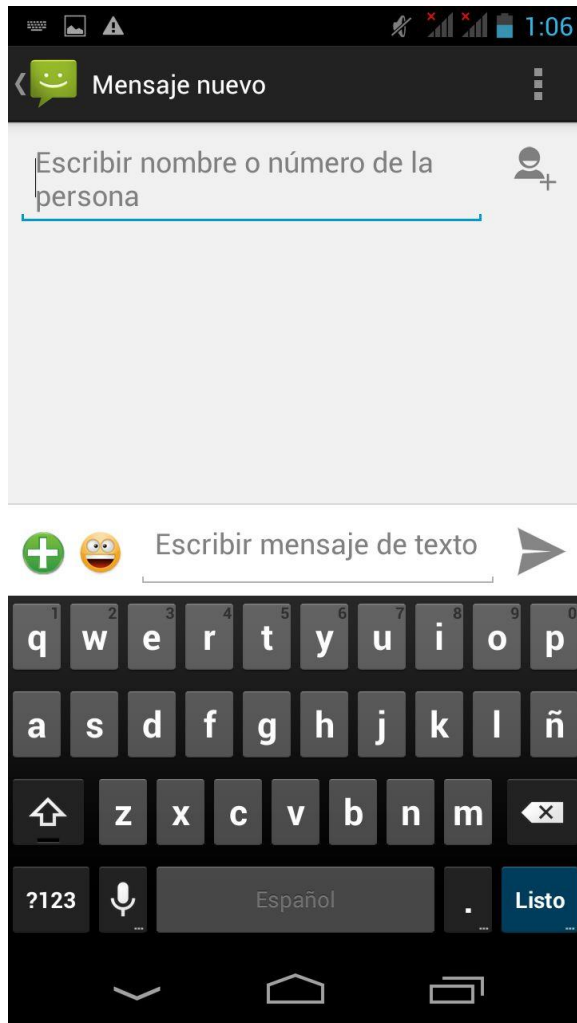 1:06
Mensaje nuevo
Escribir nombre o número de la
persona
Escribir mensaje de texto
1 2 3 4 5 6 7 8 9 0
q w e r t y u i o p
a s d f g h j k l ñ
z x c v b n m
?123 Español . Listo